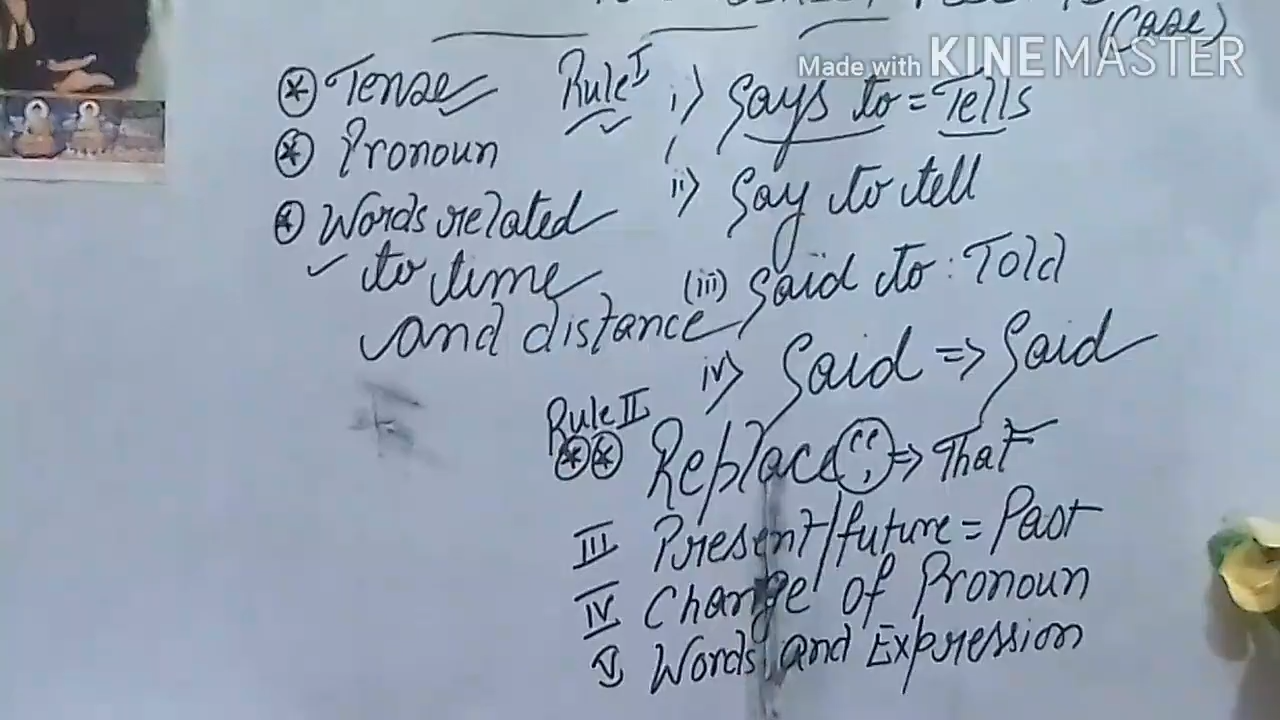 (Case)
Made with KINEMASTER
⊛ Tense Rule I i) Says to = Tells
⊛ Pronoun ii) Say to tell
⊛ Words related
to time (iii) Said to : Told
and distance
iv) Said => Said
Rule II
⊛⊛ Replace “, => That
III Present/future = Past
IV Change of Pronoun
V Words and Expression